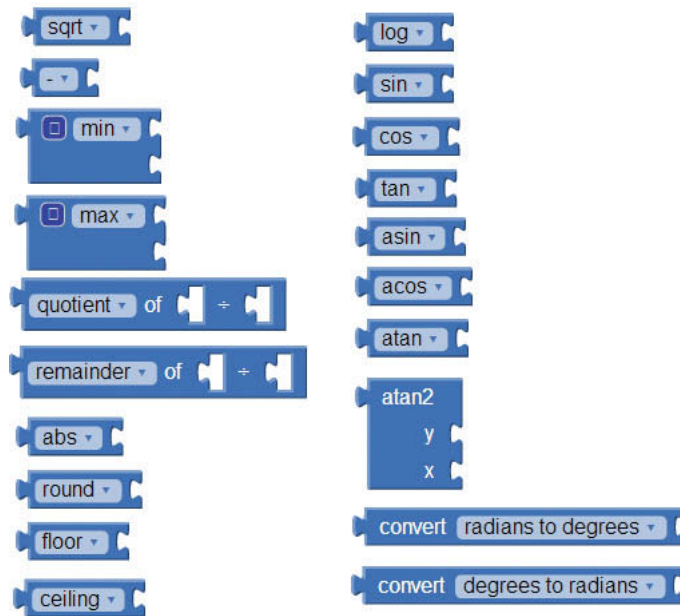 sqrt
-
min
max
quotient of ÷
remainder of ÷
abs
round
floor
ceiling
log
sin
cos
tan
asin
acos
atan
atan2
y
x
convert radians to degrees
convert degrees to radians